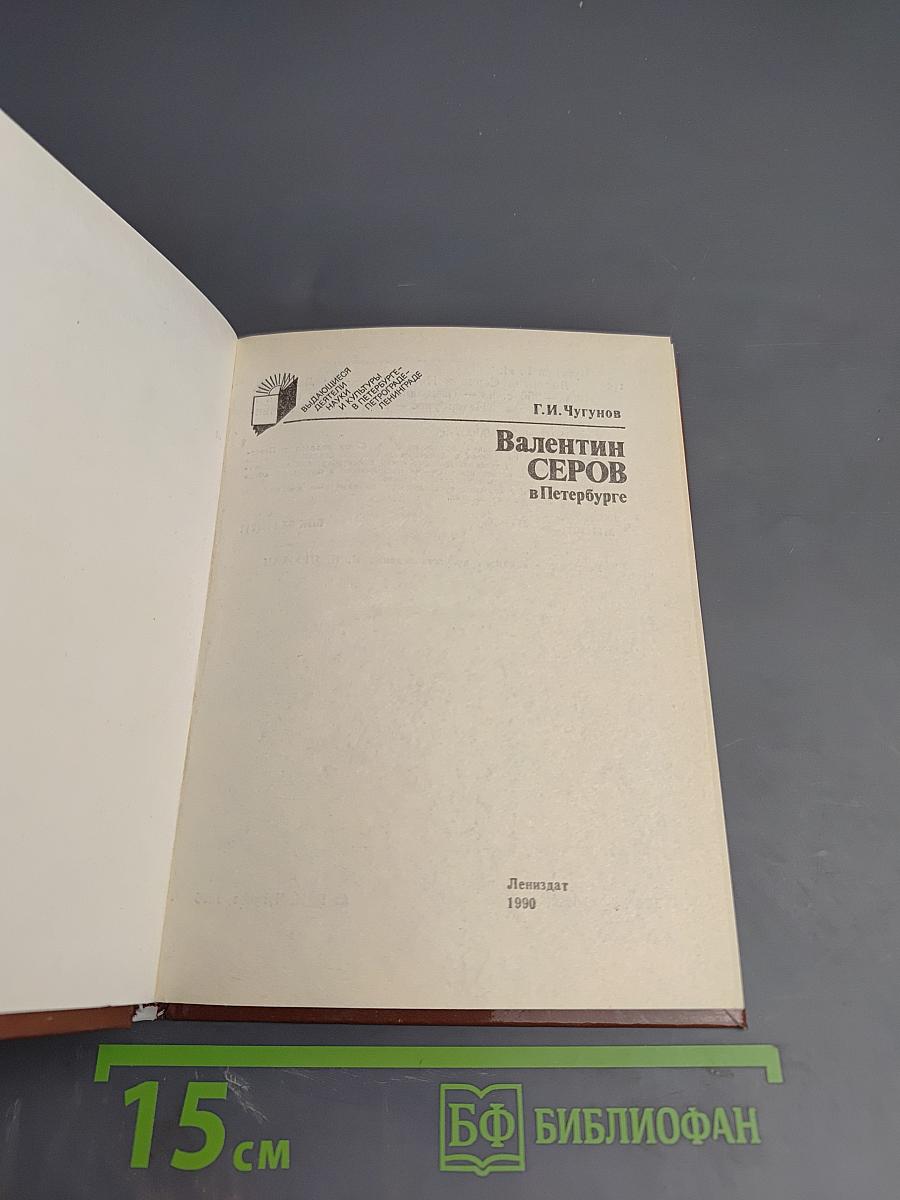 ВЫДАЮЩИЕСЯ
ДЕЯТЕЛИ
НАУКИ
И КУЛЬТУРЫ
В ПЕТЕРБУРГЕ–
ПЕТРОГРАДЕ–
ЛЕНИНГРАДЕ
Г.И.Чугунов
Валентин
СЕРОВ
в Петербурге
Лениздат
1990
15 см
БФ БИБЛИОФАН